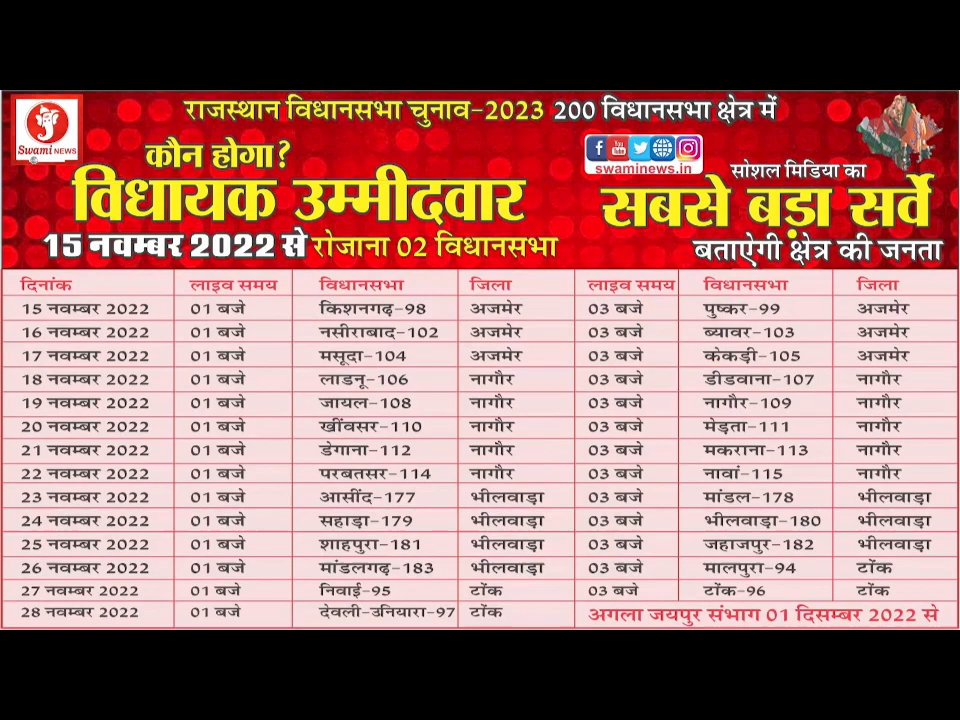 राजस्थान विधानसभा चुनाव-2023 200 विधानसभा क्षेत्र में
Swami NEWS
कौन होगा?
विधायक उम्मीदवार
15 नवम्बर 2022 से रोजाना 02 विधानसभा
f You Tube
swaminews.in
सोशल मिडिया का
सबसे बड़ा सर्वे
बताऐगी क्षेत्र की जनता
दिनांक लाइव समय विधानसभा जिला लाइव समय विधानसभा जिला
15 नवम्बर 2022 01 बजे किशनगढ़-98 अजमेर 03 बजे पुष्कर-99 अजमेर
16 नवम्बर 2022 01 बजे नसीराबाद-102 अजमेर 03 बजे ब्यावर-103 अजमेर
17 नवम्बर 2022 01 बजे मसूदा-104 अजमेर 03 बजे केकड़ी-105 अजमेर
18 नवम्बर 2022 01 बजे लाडनू-106 नागौर 03 बजे डीडवाना-107 नागौर
19 नवम्बर 2022 01 बजे जायल-108 नागौर 03 बजे नागौर-109 नागौर
20 नवम्बर 2022 01 बजे खींवसर-110 नागौर 03 बजे मेड़ता-111 नागौर
21 नवम्बर 2022 01 बजे डेगाना-112 नागौर 03 बजे मकराना-113 नागौर
22 नवम्बर 2022 01 बजे परबतसर-114 नागौर 03 बजे नावां-115 नागौर
23 नवम्बर 2022 01 बजे आसींद-177 भीलवाड़ा 03 बजे मांडल-178 भीलवाड़ा
24 नवम्बर 2022 01 बजे सहाड़ा-179 भीलवाड़ा 03 बजे भीलवाड़ा-180 भीलवाड़ा
25 नवम्बर 2022 01 बजे शाहपुरा-181 भीलवाड़ा 03 बजे जहाजपुर-182 भीलवाड़ा
26 नवम्बर 2022 01 बजे मांडलगढ़-183 भीलवाड़ा 03 बजे मालपुरा-94 टोंक
27 नवम्बर 2022 01 बजे निवाई-95 टोंक 03 बजे टोंक-96 टोंक
28 नवम्बर 2022 01 बजे देवली-उनियारा-97 टोंक अगला जयपुर संभाग 01 दिसम्बर 2022 से